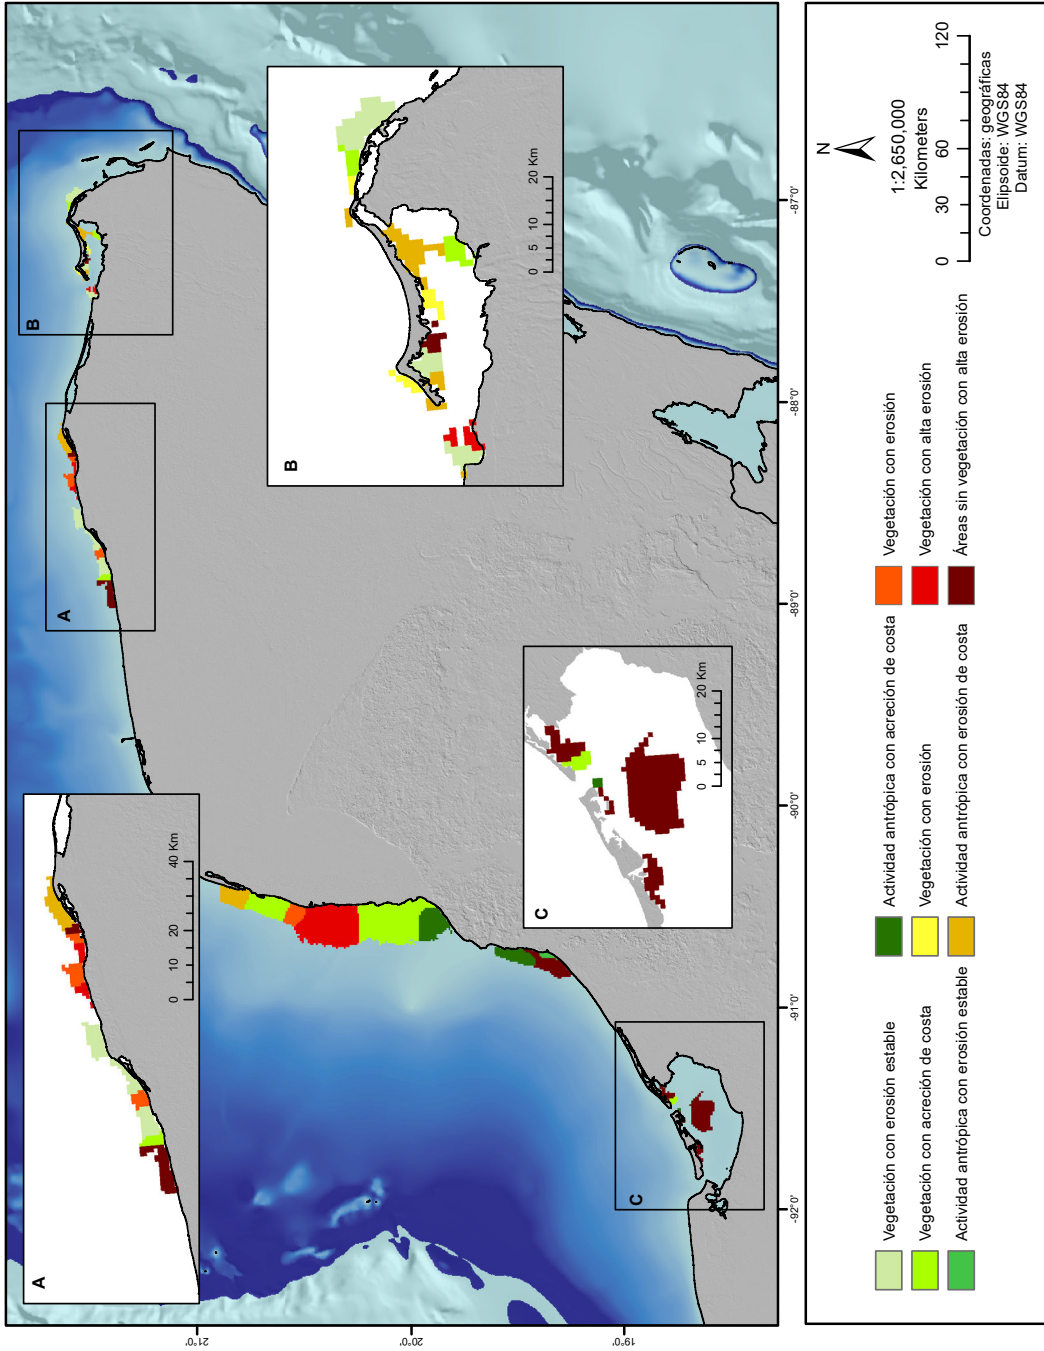 A
0 10 20 40 Km
B
0 5 10 20 Km
C
0 5 10 20 Km
A
B
C
21°0'
20°0'
19°0'
-92°0'
-91°0'
-90°0'
-89°0'
-88°0'
-87°0'
Vegetación con erosión estable
Vegetación con acreción de costa
Actividad antrópica con erosión estable
Actividad antrópica con acreción de costa
Vegetación con erosión
Actividad antrópica con erosión de costa
Vegetación con erosión
Vegetación con alta erosión
Áreas sin vegetación con alta erosión
N
1:2,650,000
Kilometers
0 30 60 120
Coordenadas: geográficas
Elipsoide: WGS84
Datum: WGS84